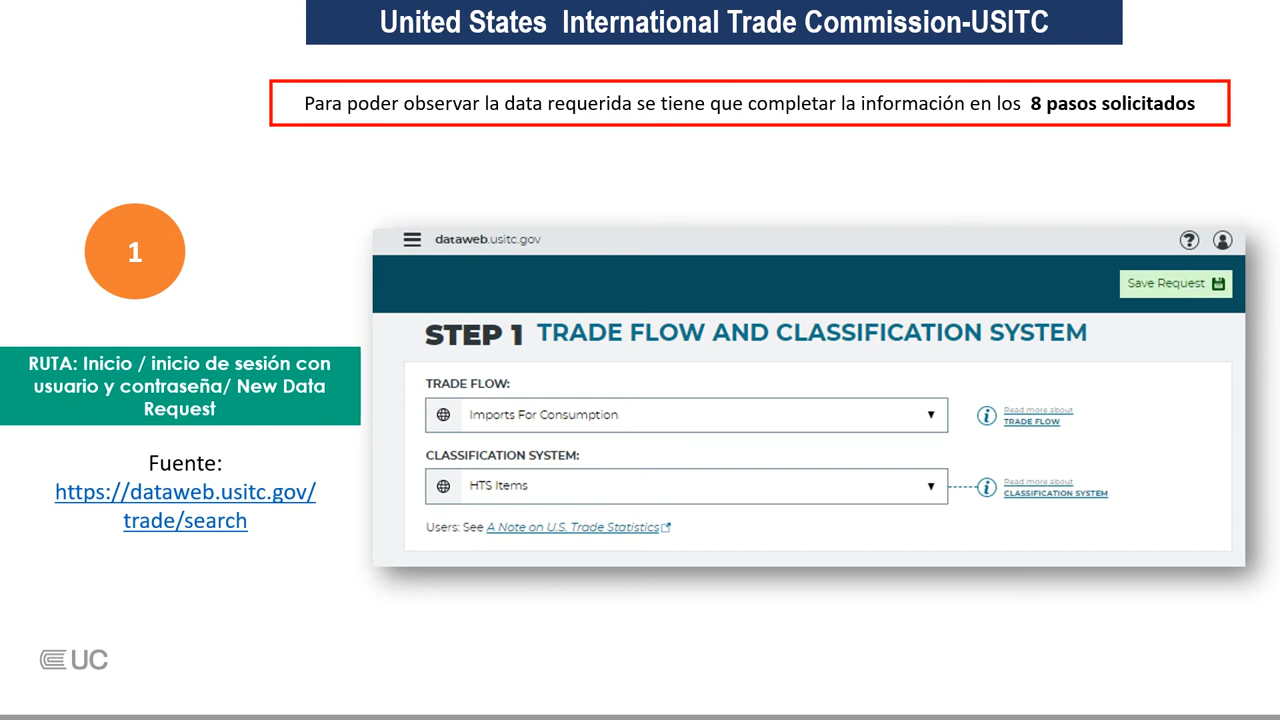 United States International Trade Commission-USITC
Para poder observar la data requerida se tiene que completar la información en los 8 pasos solicitados
1
RUTA: Inicio / inicio de sesión con
usuario y contraseña/ New Data
Request
Fuente:
https://dataweb.usitc.gov/
trade/search
dataweb.usitc.gov
?
Save Request
STEP 1 TRADE FLOW AND CLASSIFICATION SYSTEM
TRADE FLOW:
Imports For Consumption
i
Read more about
TRADE FLOW
CLASSIFICATION SYSTEM:
HTS Items
i
Read more about
CLASSIFICATION SYSTEM
Users: See A Note on U.S. Trade Statistics
UC